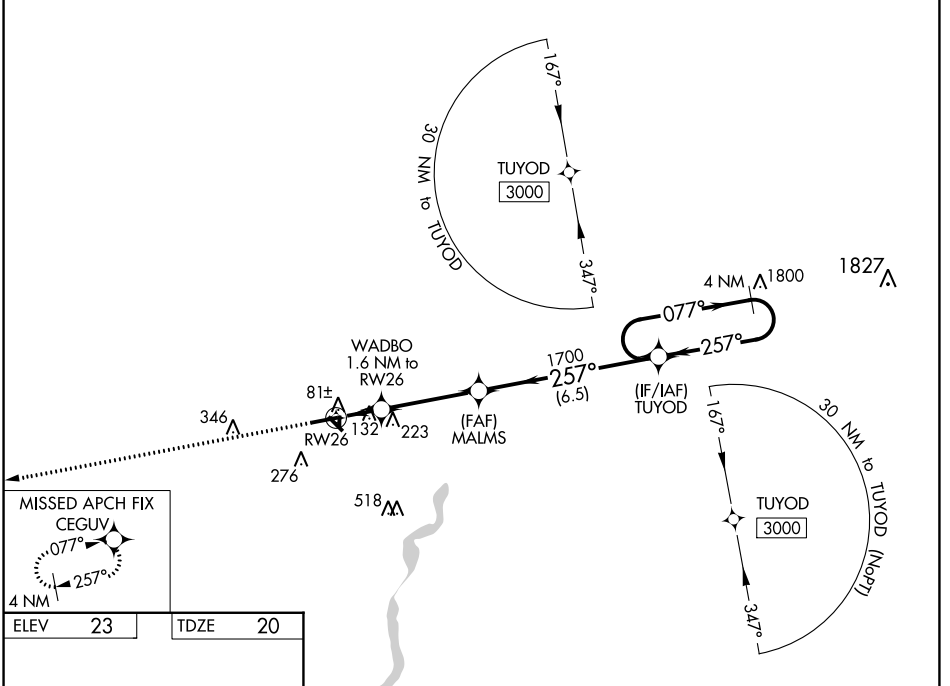 167°
30 NM to TUYOD
TUYOD
3000
347°
4 NM
1800
1827
077°
257°
WADBO
1.6 NM to
RW26
1700
257°
(6.5)
(IF/IAF)
TUYOD
(FAF)
MALMS
81±
132
223
RW26
346
276
518
167°
30 NM to TUYOD (NoPT)
TUYOD
3000
347°
MISSED APCH FIX
CEGUV
077°
257°
4 NM
ELEV 23
TDZE 20